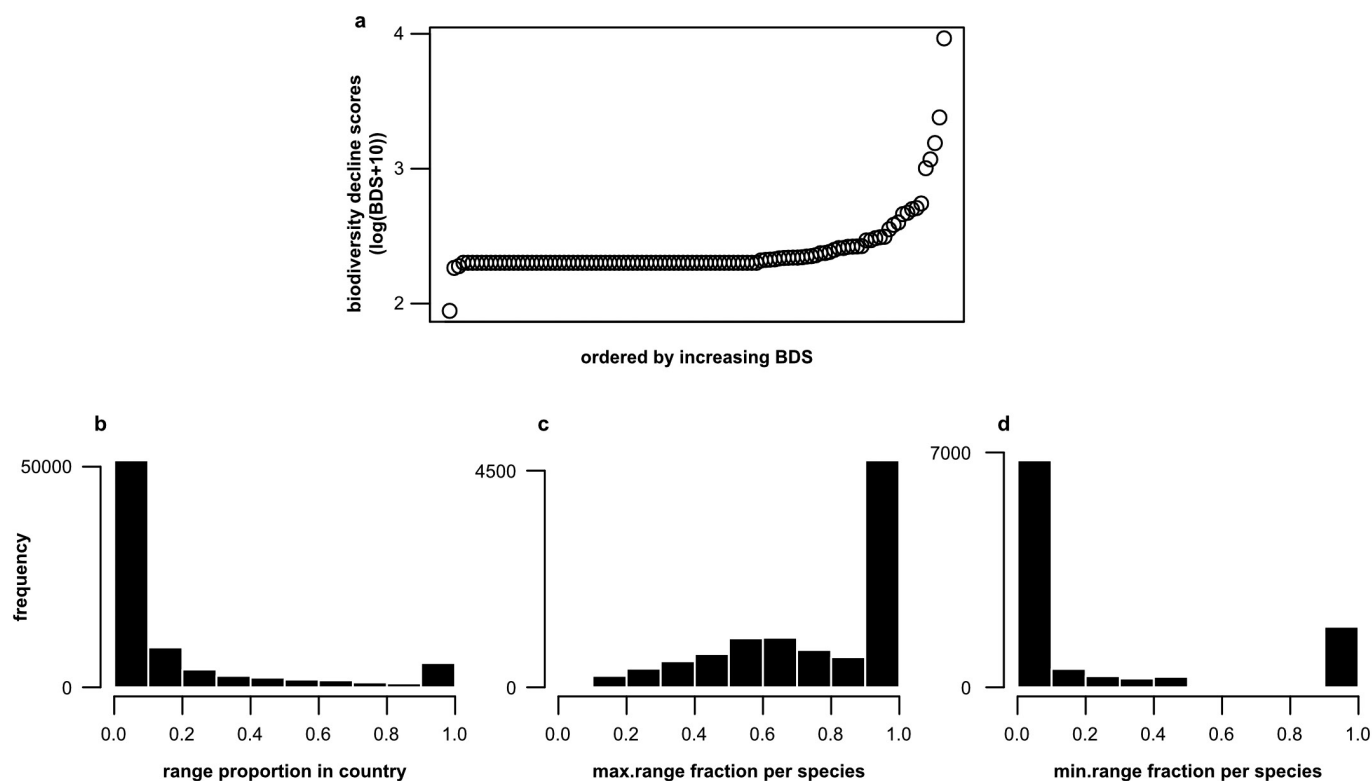 a
biodiversity decline scores
(log(BDS+10))
4
3
2
ordered by increasing BDS
b
frequency
50000
0
0.0 0.2 0.4 0.6 0.8 1.0
range proportion in country
c
4500
0
0.0 0.2 0.4 0.6 0.8 1.0
max.range fraction per species
d
7000
0
0.0 0.2 0.4 0.6 0.8 1.0
min.range fraction per species